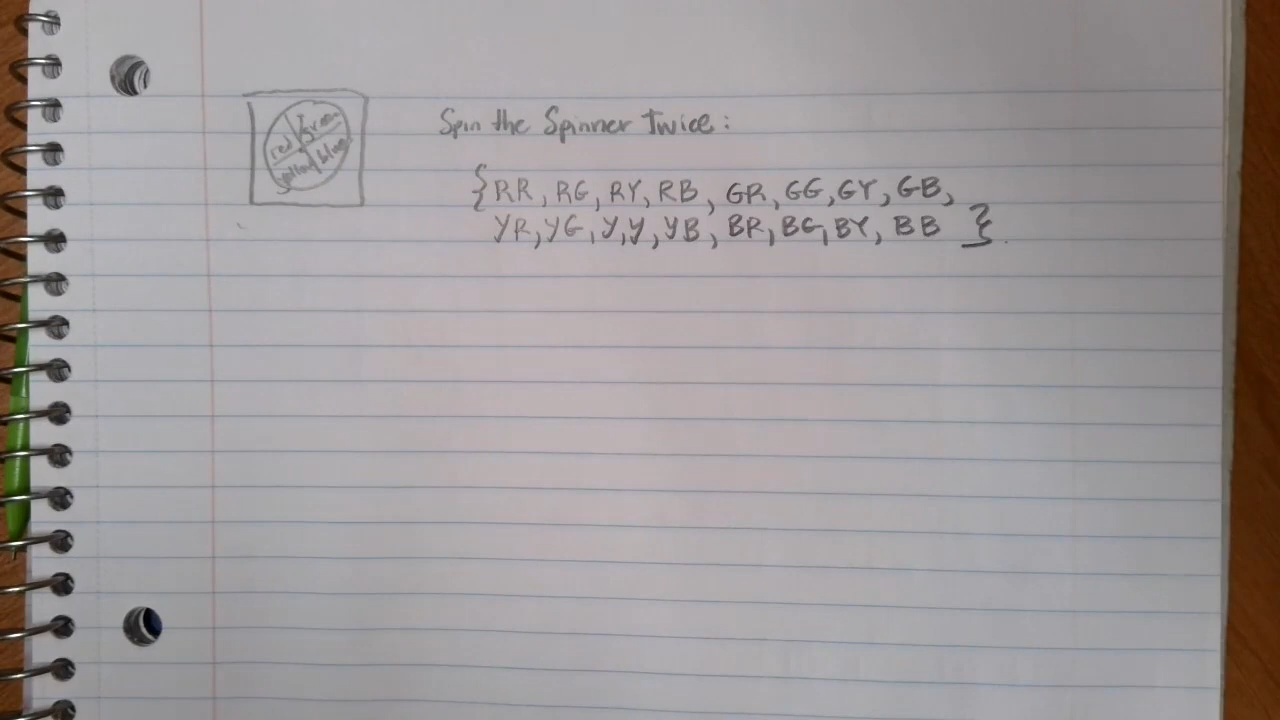 Spin the Spinner Twice:
red
green
yellow
blue
{RR, RG, RY, RB, GR, GG, GY, GB,
YR, YG, Y, Y, YB, BR, BG, BY, BB }